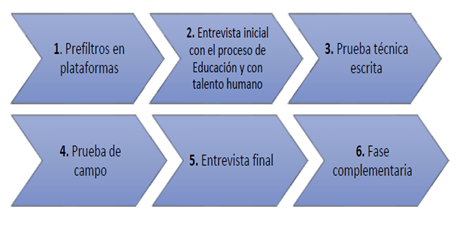 1. Prefiltros en
plataformas
2. Entrevista inicial
con el proceso de
Educación y con
talento humano
3. Prueba técnica
escrita
4. Prueba de
campo
5. Entrevista final
6. Fase
complementaria